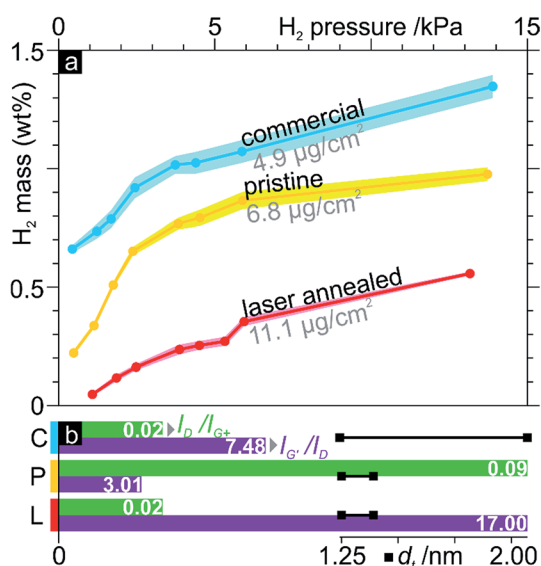 0 5 H₂ pressure /kPa 15
a
1.5
H₂ mass (wt%)
0.5
0
commercial
4.9 µg/cm²
pristine
6.8 µg/cm²
laser annealed
11.1 µg/cm²
b
C 0.02 I_D /I_G+
7.48 I_G' /I_D
P 0.09
3.01
L 0.02
17.00
0 1.25 d_t /nm 2.00